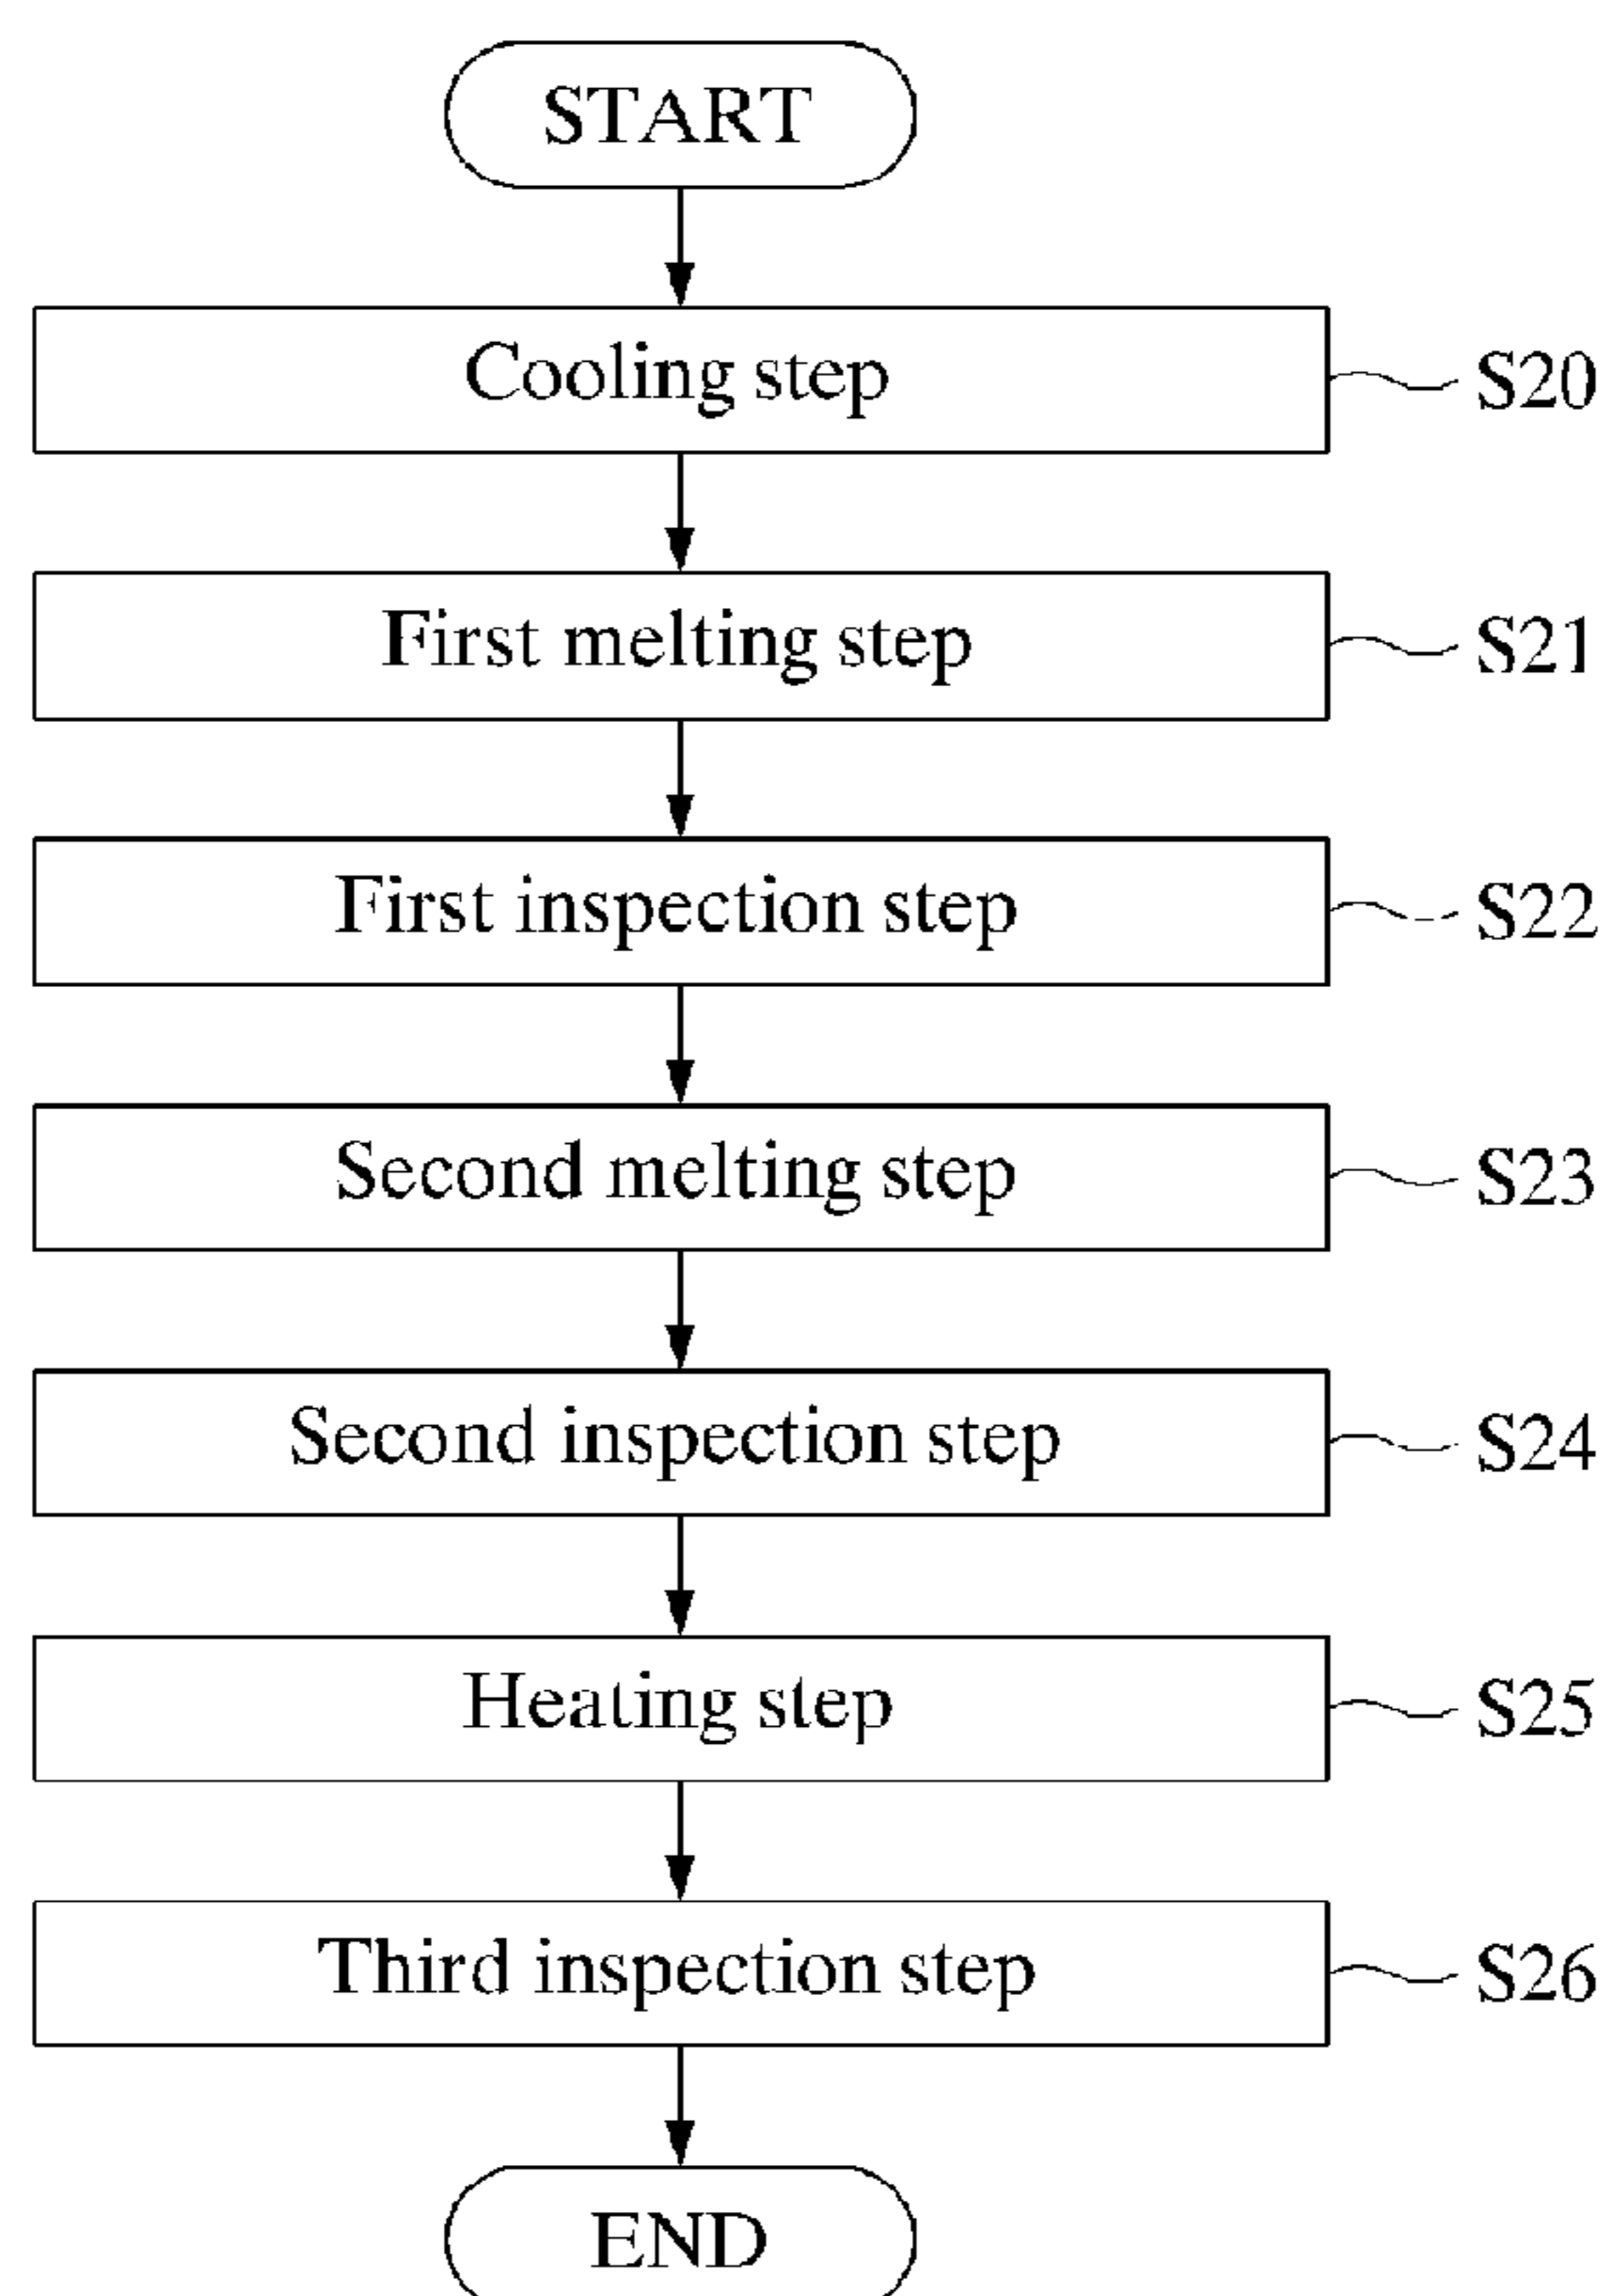 START
Cooling step S20
First melting step S21
First inspection step S22
Second melting step S23
Second inspection step S24
Heating step S25
Third inspection step S26
END